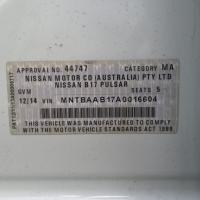 APPROVAL NO 44747 CATEGORY MA
NISSAN MOTOR CO (AUSTRALIA) PTY LTD
NISSAN B17 PULSAR
GVM SEATS 5
12/14 VIN MNTBAAB17A0016604
THIS VEHICLE WAS MANUFACTURED TO COMPLY
WITH THE MOTOR VEHICLE STANDARDS ACT 1989